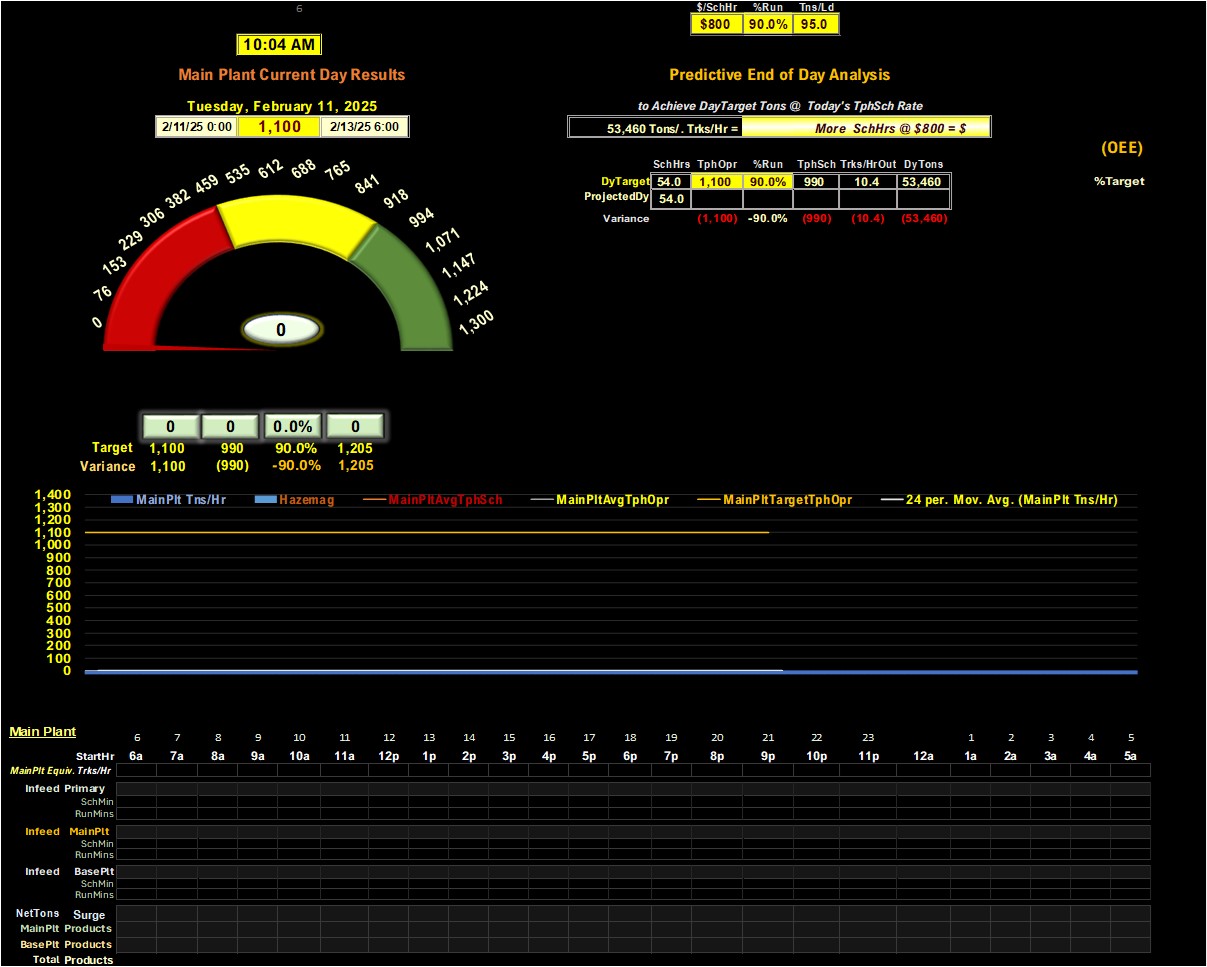 6
$/SchHr %Run Tns/Ld
$800 90.0% 95.0
10:04 AM
Main Plant Current Day Results
Predictive End of Day Analysis
Tuesday, February 11, 2025
to Achieve DayTarget Tons @ Today's TphSch Rate
2/11/25 0:00 1,100 2/13/25 6:00
53,460 Tons/. Trks/Hr = More SchHrs @ $800 = $
(OEE)
%Target
SchHrs TphOpr %Run TphSch Trks/HrOut DyTons
DyTarget 54.0 1,100 90.0% 990 10.4 53,460
ProjectedDy 54.0
Variance (1,100) -90.0% (990) (10.4) (53,460)
0 76 153 229 306 382 459 535 612 688 765 841 918 994 1,071 1,147 1,224 1,300
0
0 0 0.0% 0
Target 1,100 990 90.0% 1,205
Variance 1,100 (990) -90.0% 1,205
MainPlt Tns/Hr Hazemag MainPltAvgTphSch MainPltAvgTphOpr MainPltTargetTphOpr 24 per. Mov. Avg. (MainPlt Tns/Hr)
1,400
1,300
1,200
1,100
1,000
900
800
700
600
500
400
300
200
100
0
Main Plant 6 7 8 9 10 11 12 13 14 15 16 17 18 19 20 21 22 23 1 2 3 4 5
StartHr 6a 7a 8a 9a 10a 11a 12p 1p 2p 3p 4p 5p 6p 7p 8p 9p 10p 11p 12a 1a 2a 3a 4a 5a
MainPlt Equiv. Trks/Hr
Infeed Primary
SchMin
RunMins
Infeed MainPlt
SchMin
RunMins
Infeed BasePlt
SchMin
RunMins
NetTons Surge
MainPlt Products
BasePlt Products
Total Products